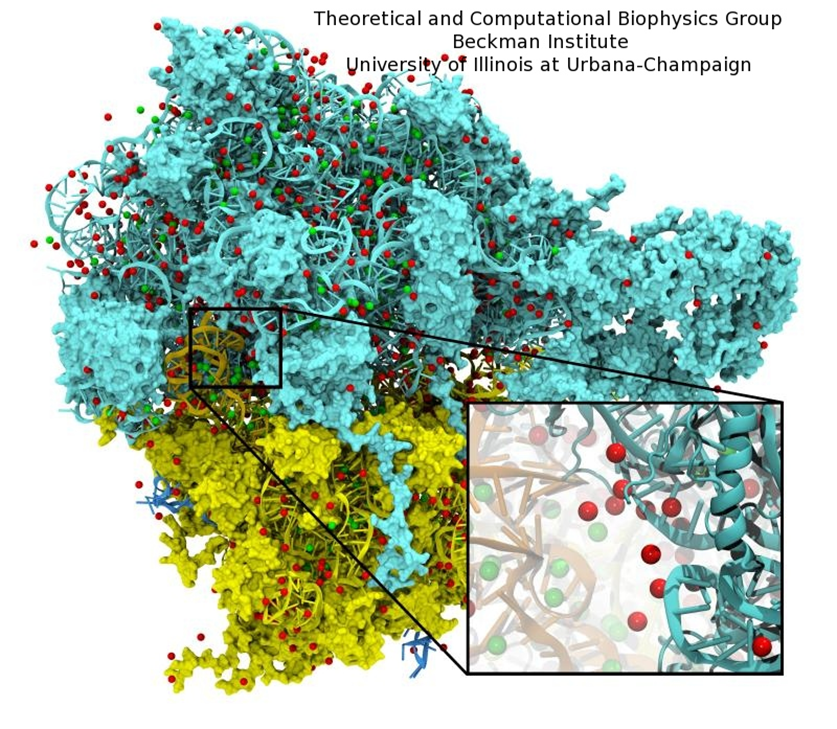 Theoretical and Computational Biophysics Group
Beckman Institute
University of Illinois at Urbana-Champaign